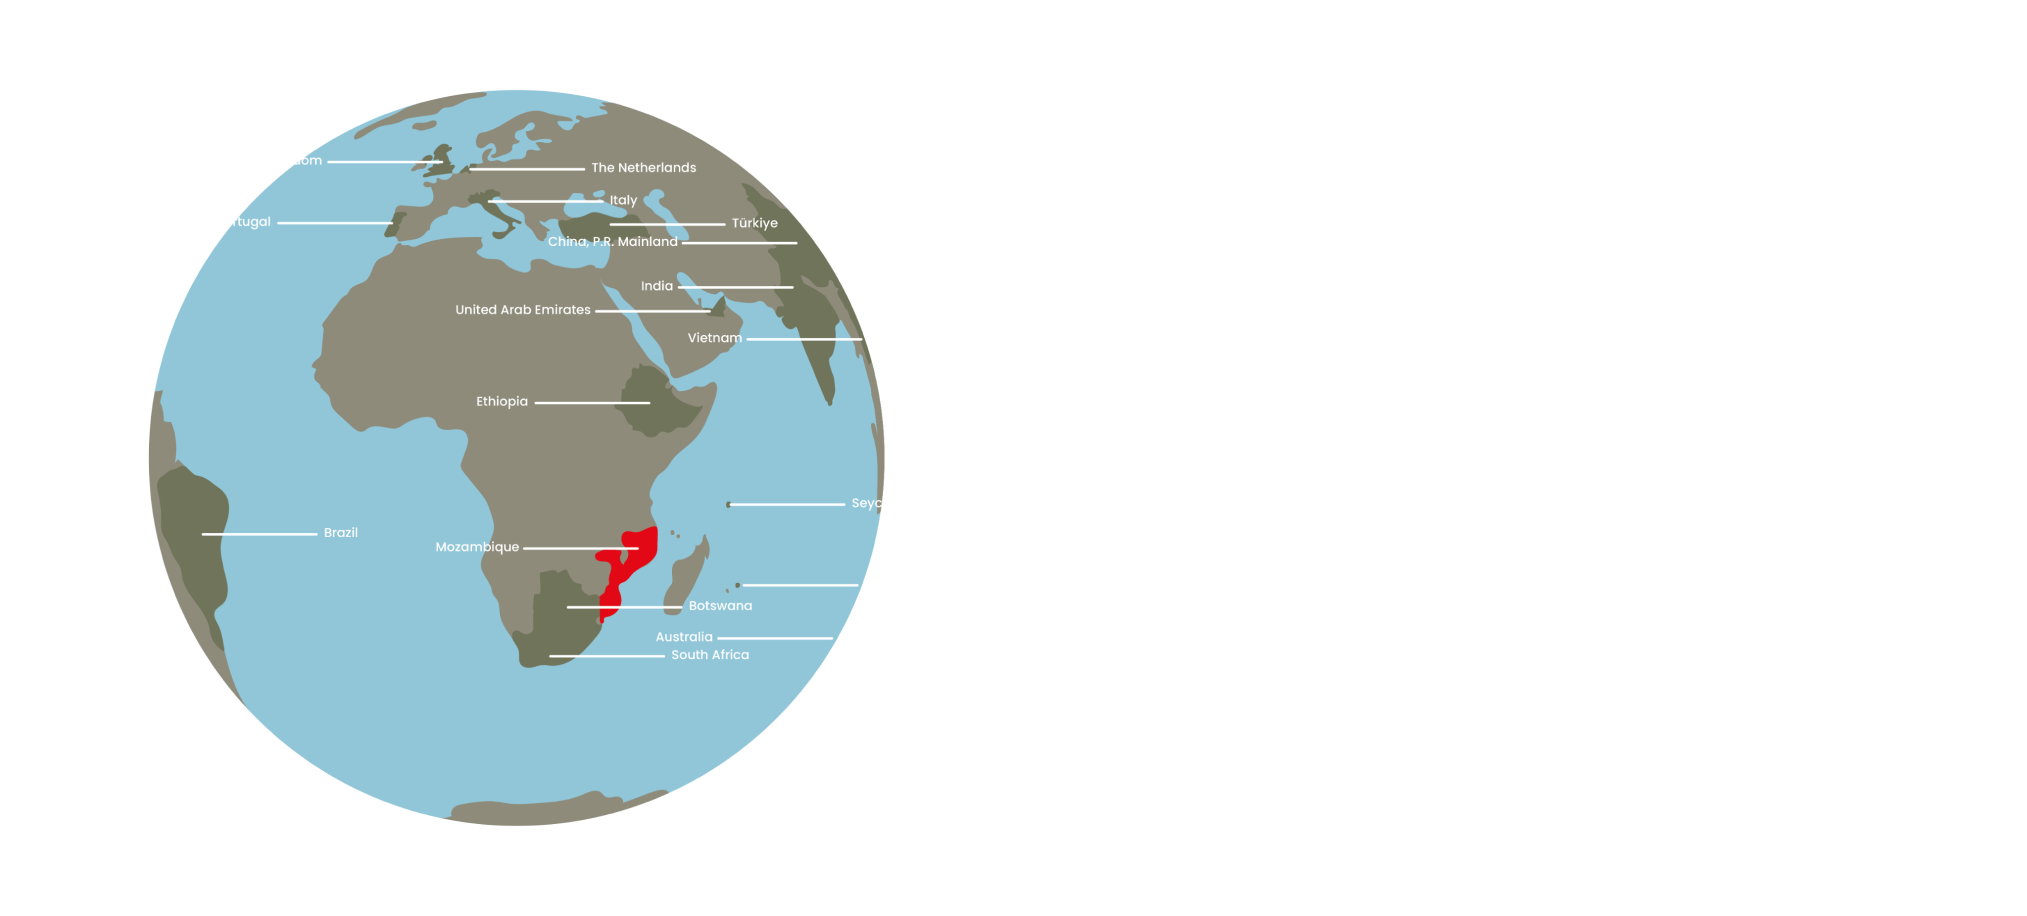 dom
The Netherlands
Italy
rtugal
Türkiye
China, P.R. Mainland
India
United Arab Emirates
Vietnam
Ethiopia
Seyc
Brazil
Mozambique
Botswana
Australia
South Africa